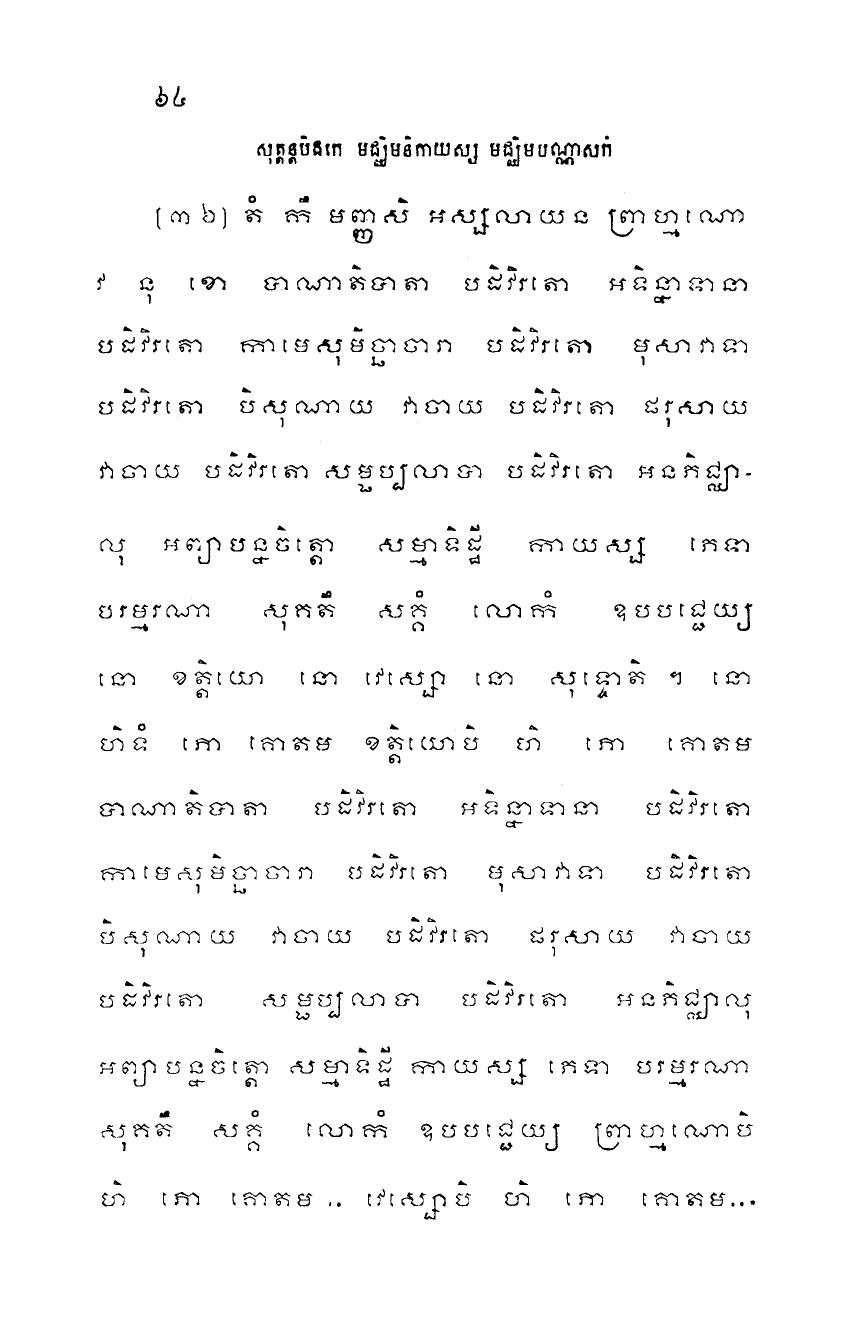 ៦៤
សុត្តន្តបិដកេ មជ្ឈិមនិកាយស្ស មជ្ឈិមបណ្ណាសកំ
[៣៦] តំ កឹ មញ្ញសិ អស្សលាយន ព្រាហ្មណោ
វ នុ ខោ បាណាតិបាតា បដិវិរតោ អទិន្នាទានា
បដិវិរតោ កាមេសុមិច្ឆាចារា បដិវិរតោ មុសាវាទា
បដិវិរតោ បិសុណាយ វាចាយ បដិវិរតោ ផរុសាយ
វាចាយ បដិវិរតោ សម្ផប្បលាបា បដិវិរតោ អនភិជ្ឈា-
លុ អព្យាបន្នចិត្តោ សម្មាទិដ្ឋី កាយស្ស ភេទា
បរម្មរណា សុគតឹ សគ្គំ លោកំ ឧបបជ្ជេយ្យ
នោ ខត្តិយោ នោ វេស្សោ នោ សុទ្ទោតិ ។ នោ
ហិទំ ភោ គោតម ខត្តិយោបិ ហិ ភោ គោតម
បាណាតិបាតា បដិវិរតោ អទិន្នាទានា បដិវិរតោ
កាមេសុមិច្ឆាចារា បដិវិរតោ មុសាវាទា បដិវិរតោ
បិសុណាយ វាចាយ បដិវិរតោ ផរុសាយ វាចាយ
បដិវិរតោ សម្ផប្បលាបា បដិវិរតោ អនភិជ្ឈាលុ
អព្យាបន្នចិត្តោ សម្មាទិដ្ឋី កាយស្ស ភេទា បរម្មរណា
សុគតឹ សគ្គំ លោកំ ឧបបជ្ជេយ្យ ព្រាហ្មណោបិ
ហិ ភោ គោតម .. វេស្សោបិ ហិ ភោ គោតម...